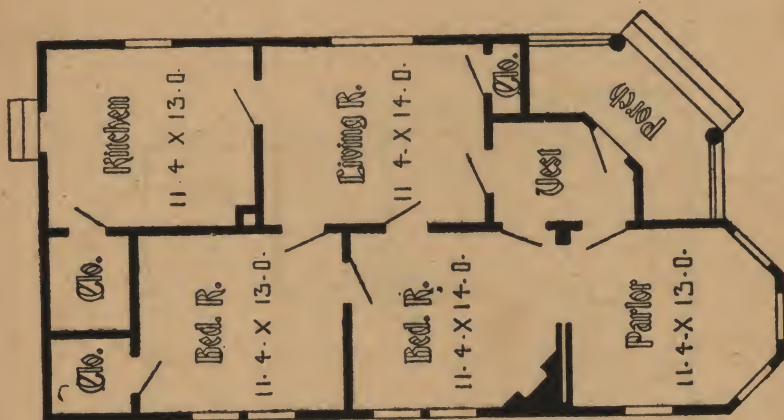 Kitchen
11-4 X 13-0
Living R.
11-4 X 14-0
Clo.
Porch
Vest
Clo.
Clo.
Bed. R.
11-4 X 13-0
Bed. R.
11-4 X 14-0
Parlor
11-4 X 13-0